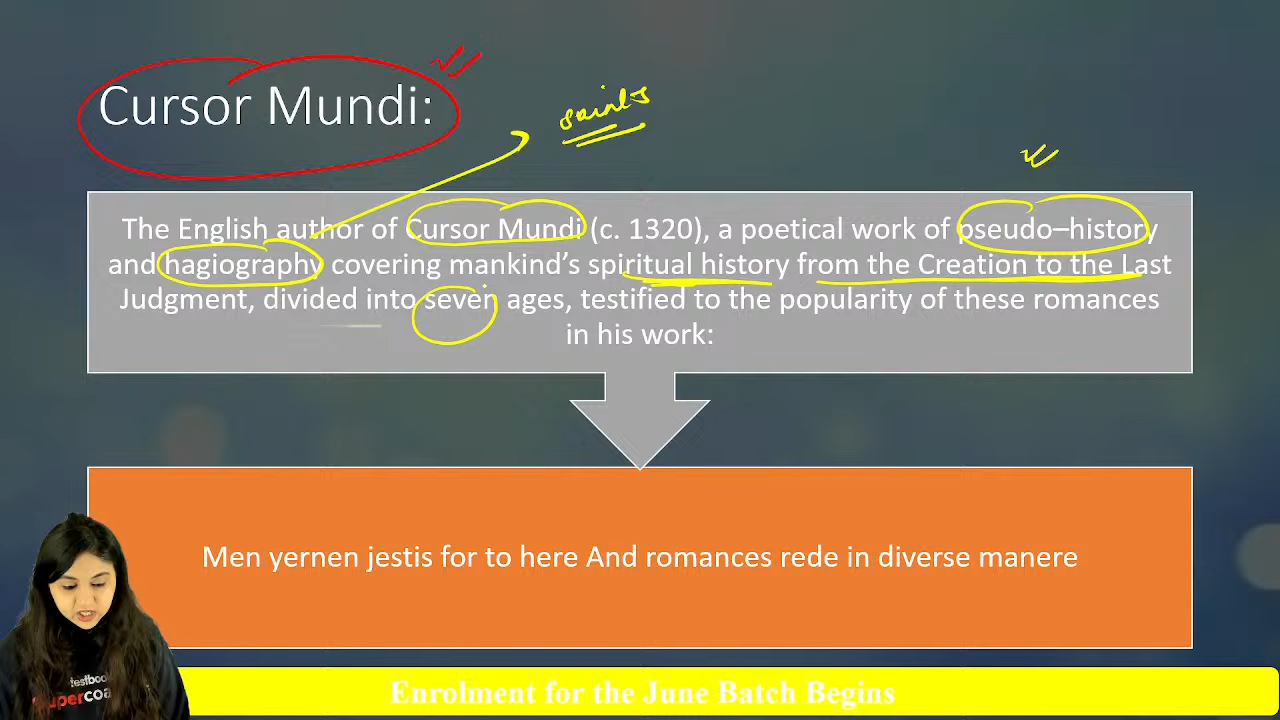 Cursor Mundi:
saints
The English author of Cursor Mundi (c. 1320), a poetical work of pseudo–history
and hagiography covering mankind's spiritual history from the Creation to the Last
Judgment, divided into seven ages, testified to the popularity of these romances
in his work:
Men yernen jestis for to here And romances rede in diverse manere
testbook
Enrolment for the June Batch Begins